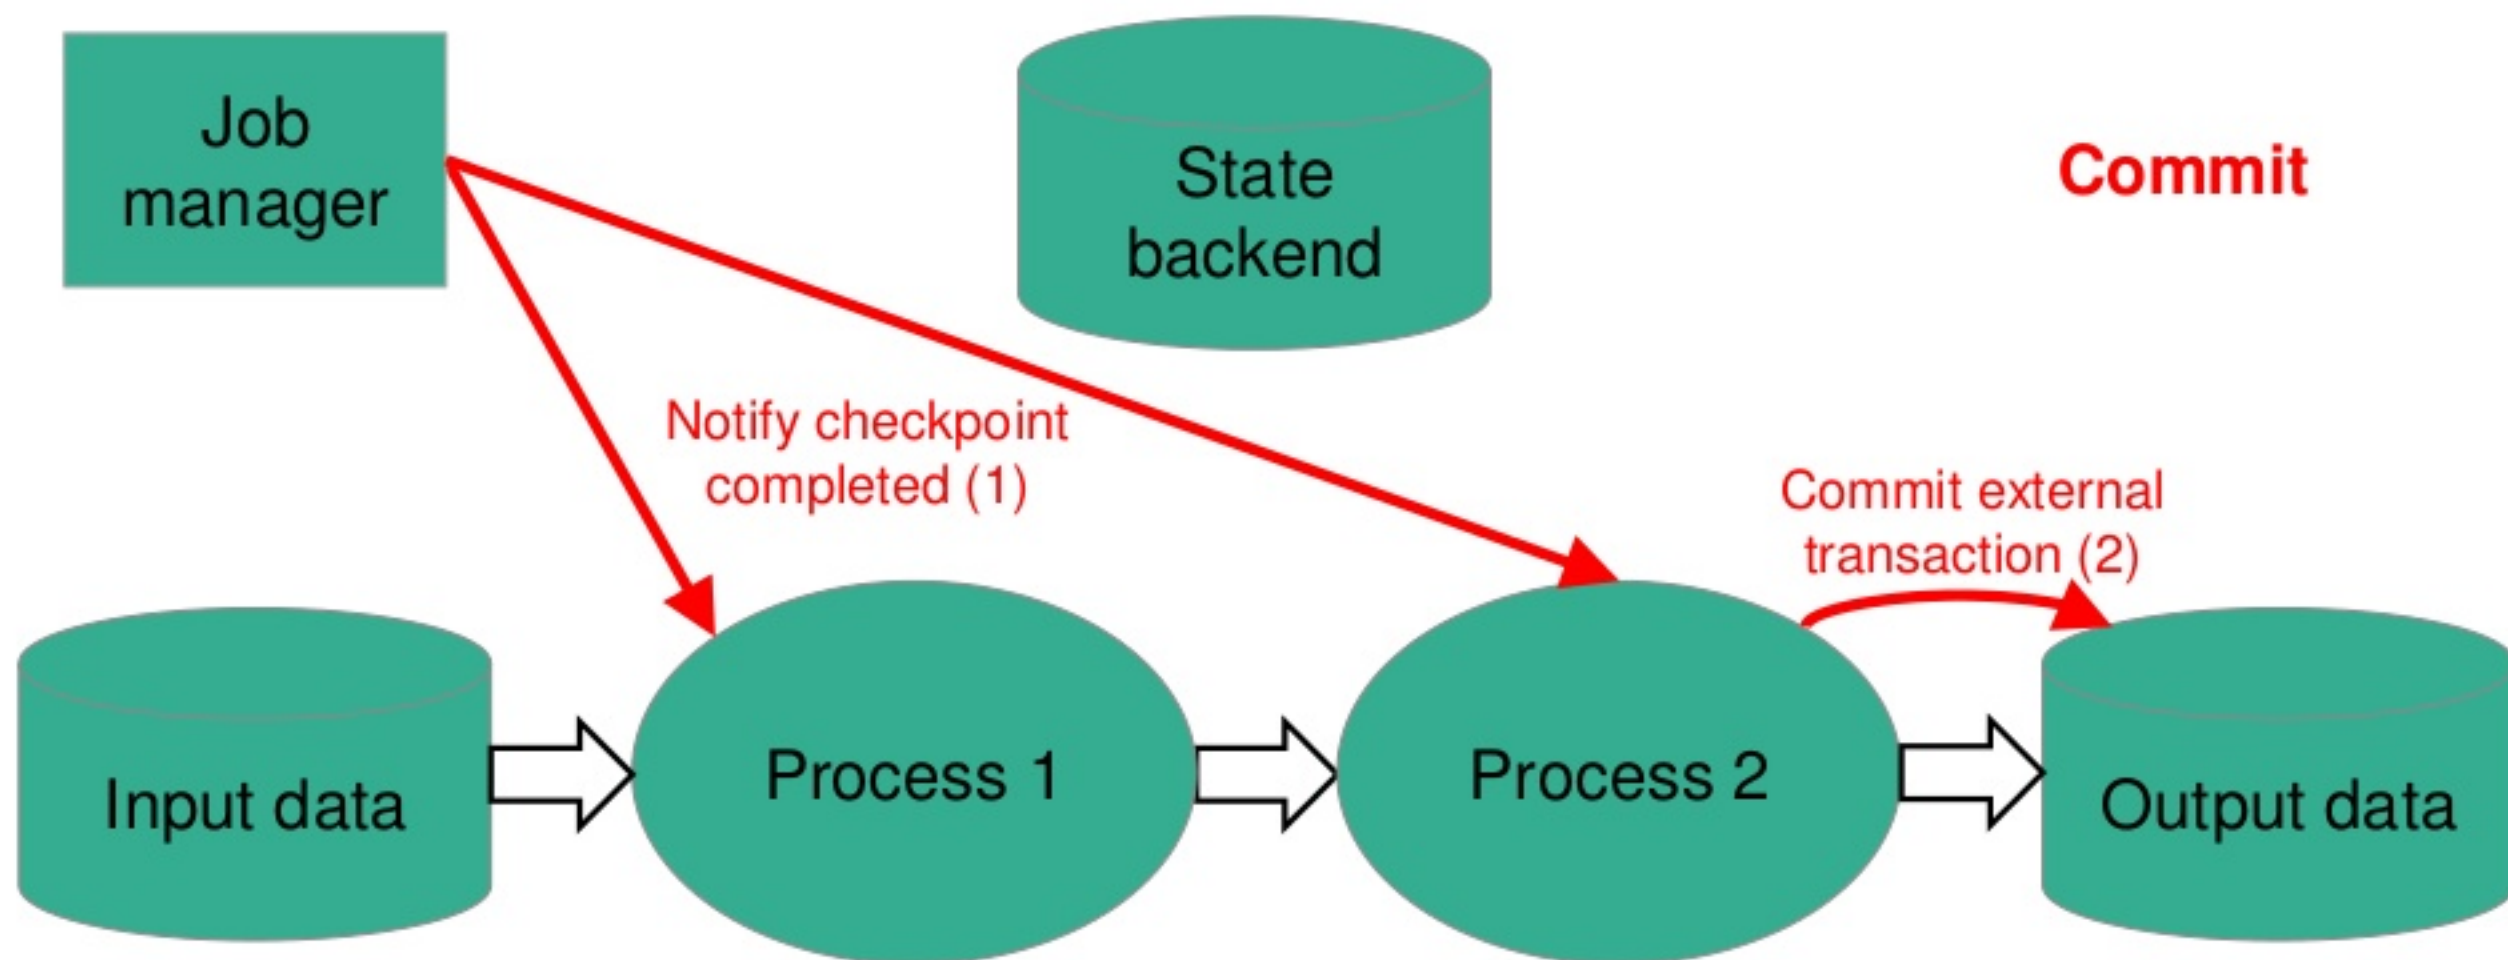 Job
manager
State
backend
Commit
Notify checkpoint
completed (1)
Commit external
transaction (2)
Input data
Process 1
Process 2
Output data